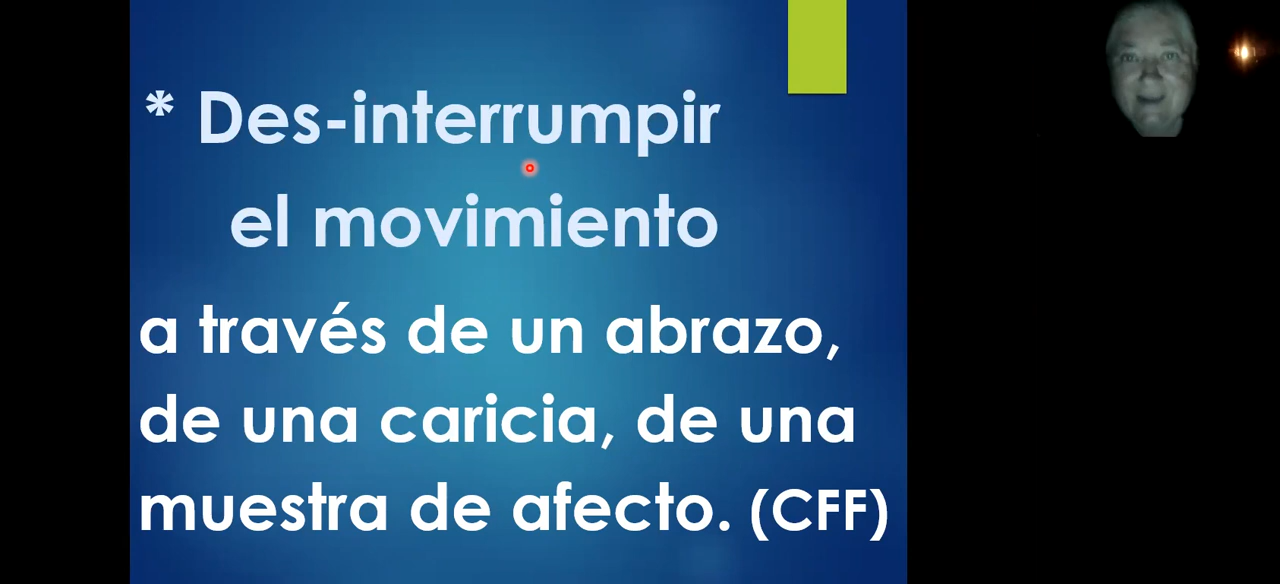 * Des-interrumpir
el movimiento
a través de un abrazo,
de una caricia, de una
muestra de afecto. (CFF)